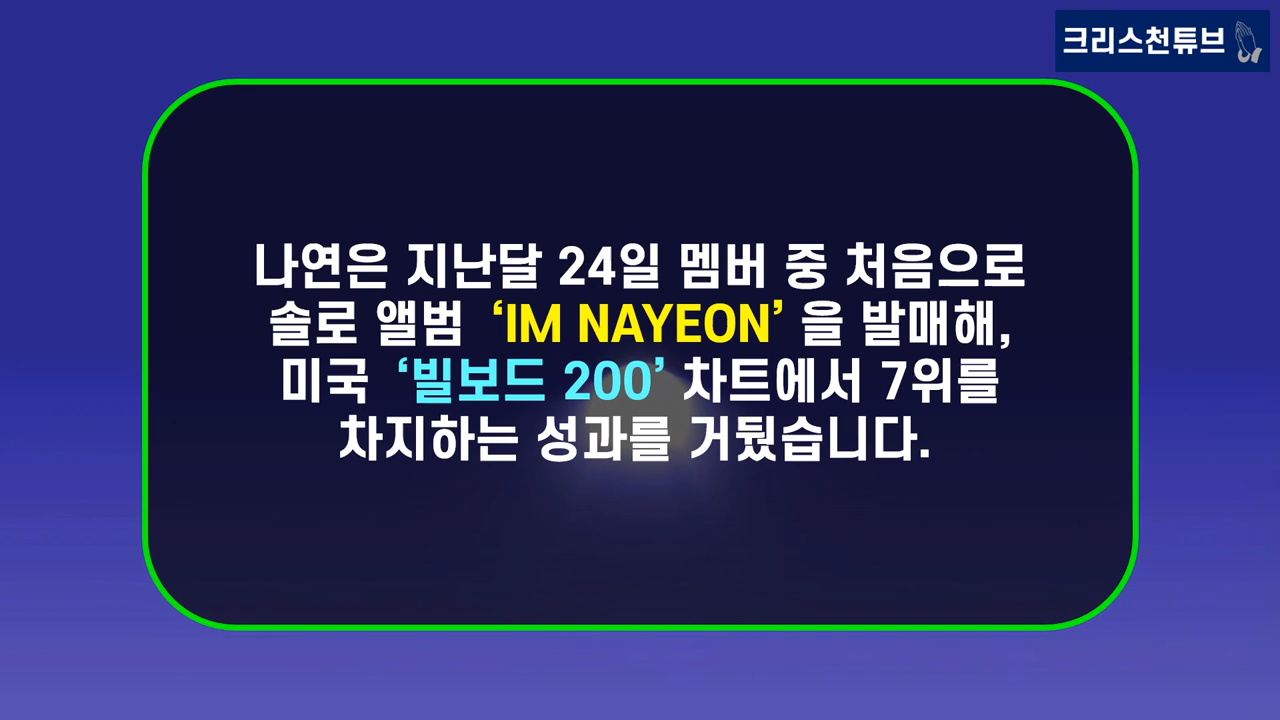 크리스천튜브
나연은 지난달 24일 멤버 중 처음으로
솔로 앨범 ‘IM NAYEON’ 을 발매해,
미국 ‘빌보드 200’ 차트에서 7위를
차지하는 성과를 거뒀습니다.